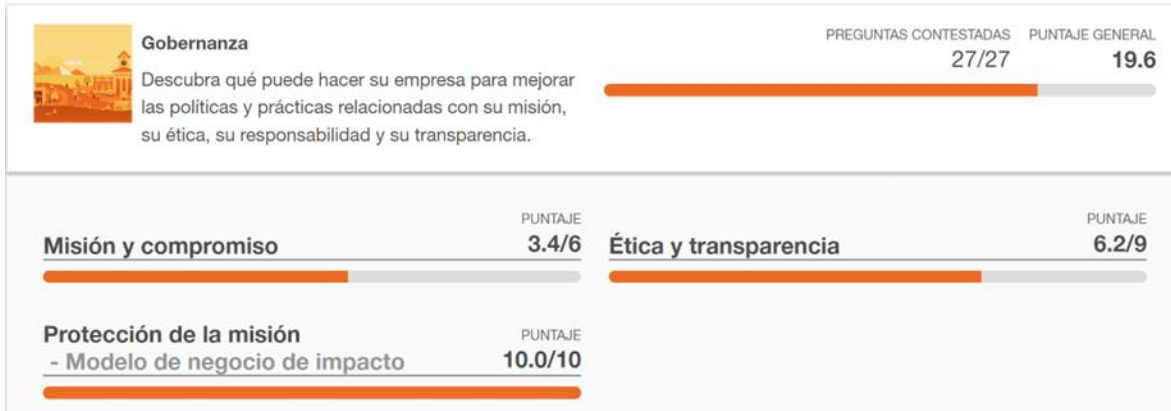 Gobernanza
Descubra qué puede hacer su empresa para mejorar
las políticas y prácticas relacionadas con su misión,
su ética, su responsabilidad y su transparencia.
PREGUNTAS CONTESTADAS
27/27
PUNTAJE GENERAL
19.6
Misión y compromiso
PUNTAJE
3.4/6
Ética y transparencia
PUNTAJE
6.2/9
Protección de la misión
- Modelo de negocio de impacto
PUNTAJE
10.0/10